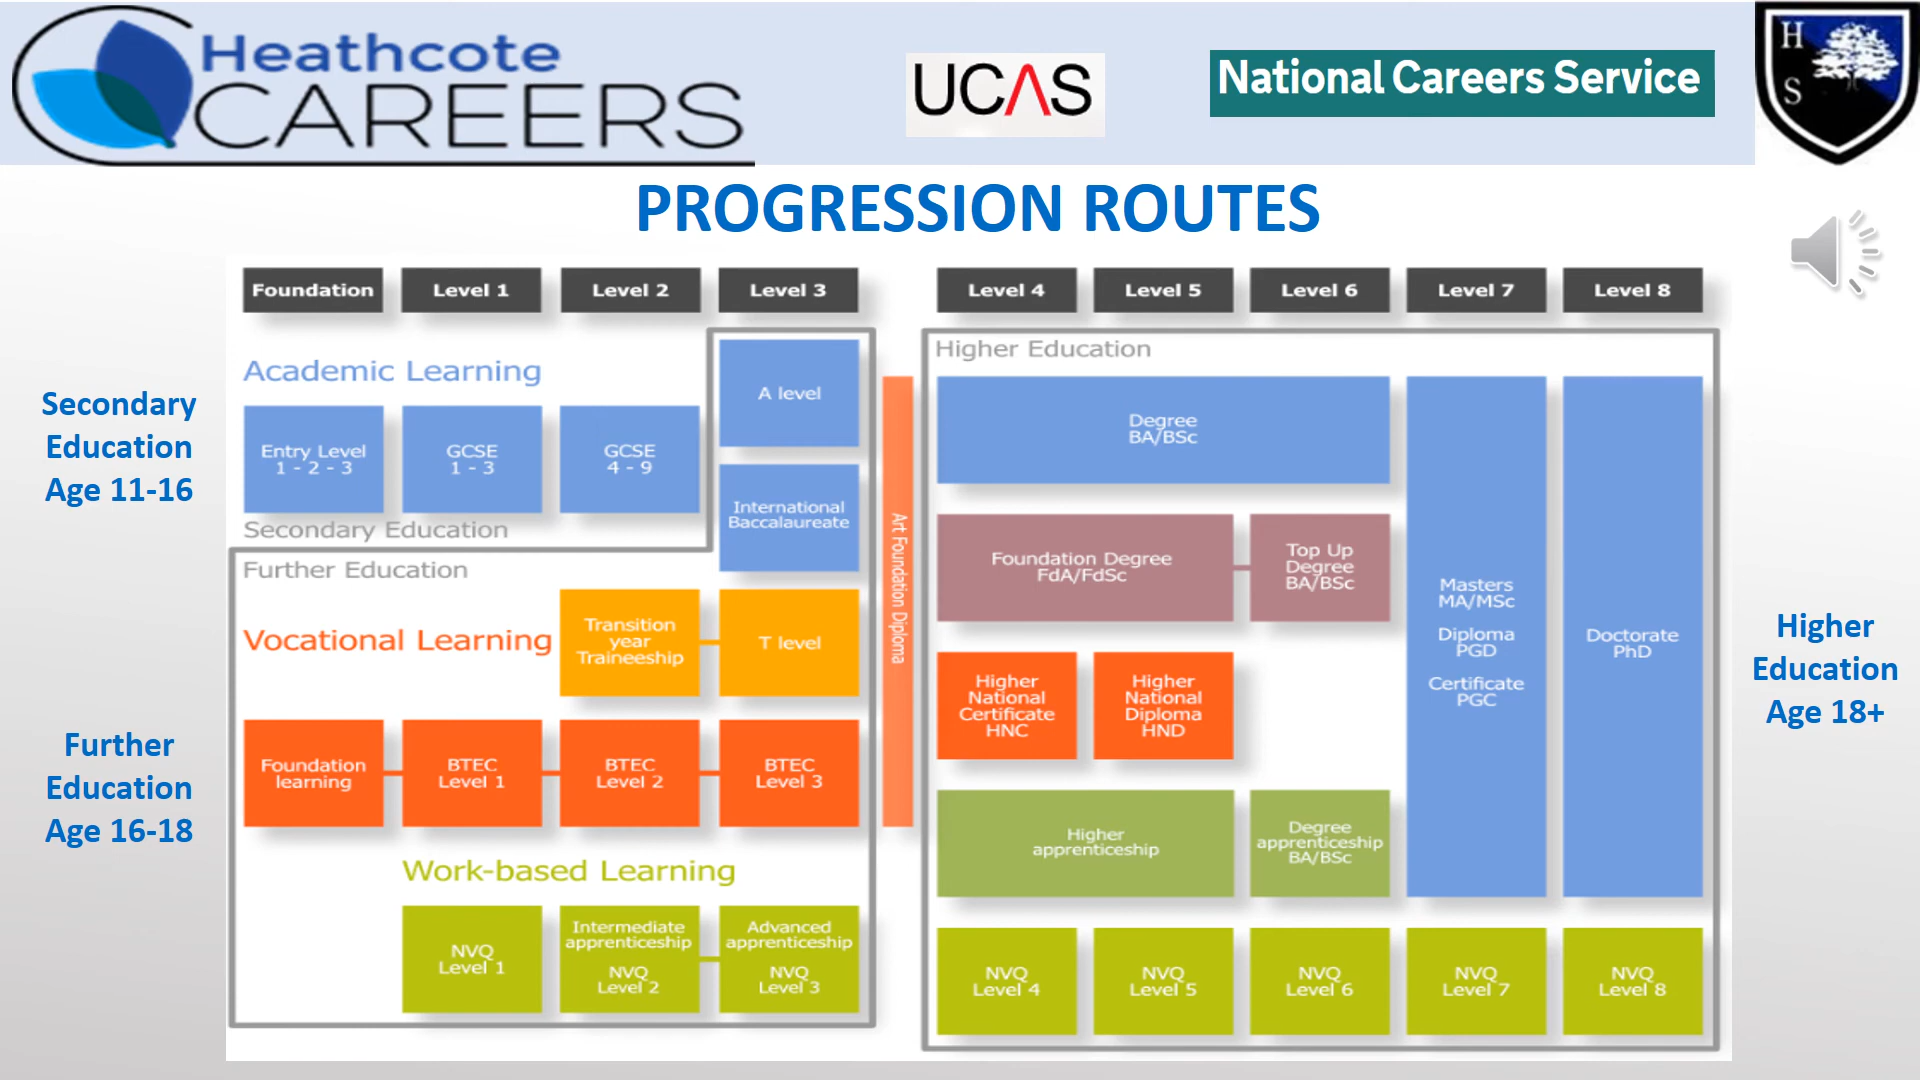 Heathcote
CAREERS
UCAS
National Careers Service
H
S
PROGRESSION ROUTES
Foundation
Level 1
Level 2
Level 3
Level 4
Level 5
Level 6
Level 7
Level 8
Secondary
Education
Age 11-16
Academic Learning
Entry Level
1 - 2 - 3
GCSE
1 - 3
GCSE
4 - 9
Secondary Education
A level
International
Baccalaureate
Further Education
Vocational Learning
Transition
year
Traineeship
T level
Further
Education
Age 16-18
Foundation
learning
BTEC
Level 1
BTEC
Level 2
BTEC
Level 3
Work-based Learning
NVQ
Level 1
Intermediate
apprenticeship
NVQ
Level 2
Advanced
apprenticeship
NVQ
Level 3
Art Foundation Diploma
Higher Education
Degree
BA/BSc
Foundation Degree
FdA/FdSc
Top Up
Degree
BA/BSc
Higher
National
Certificate
HNC
Higher
National
Diploma
HND
Higher
apprenticeship
Degree
apprenticeship
BA/BSc
Masters
MA/MSc
Diploma
PGD
Certificate
PGC
Doctorate
PhD
NVQ
Level 4
NVQ
Level 5
NVQ
Level 6
NVQ
Level 7
NVQ
Level 8
Higher
Education
Age 18+